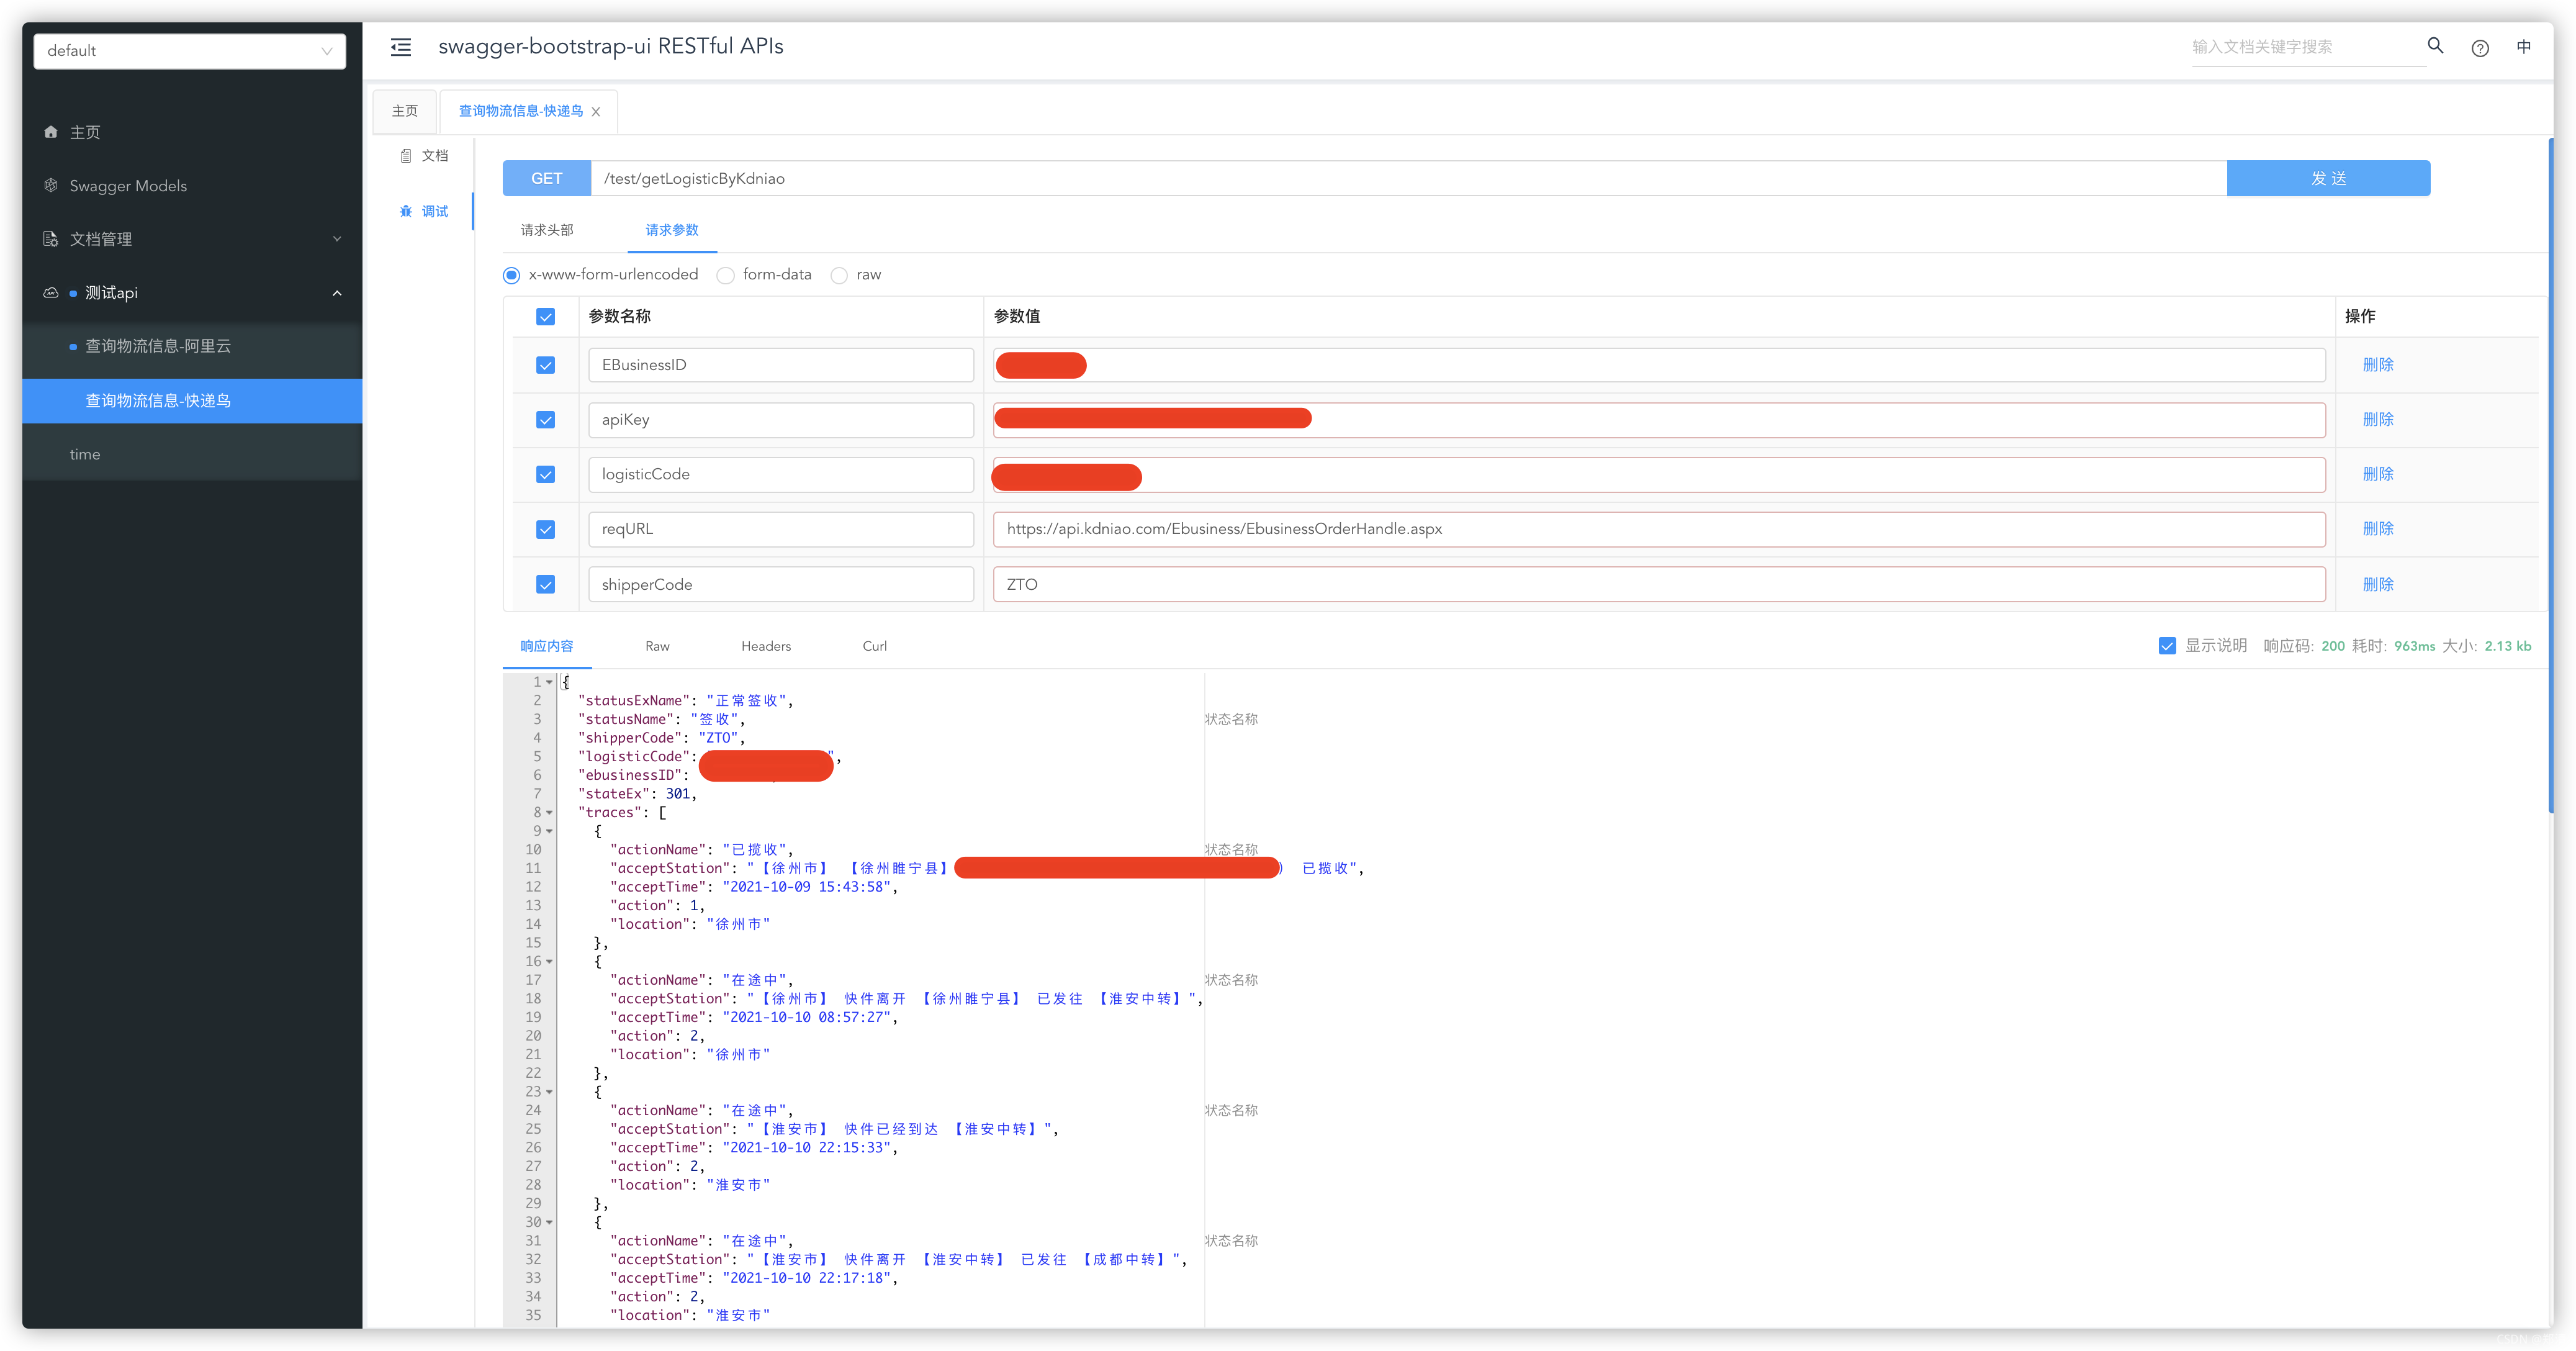 default
swagger-bootstrap-ui RESTful APIs
输入文档关键字搜索
中
主页
Swagger Models
文档管理
测试api
查询物流信息-阿里云
查询物流信息-快递鸟
time
主页
查询物流信息-快递鸟
文档
调试
GET
/test/getLogisticByKdniao
发 送
请求头部
请求参数
x-www-form-urlencoded
form-data
raw
参数名称
参数值
操作
EBusinessID
删除
apiKey
删除
logisticCode
删除
reqURL
https://api.kdniao.com/Ebusiness/EbusinessOrderHandle.aspx
删除
shipperCode
ZTO
删除
响应内容
Raw
Headers
Curl
显示说明
响应码: 200 耗时: 963ms 大小: 2.13 kb
1 {
2 "statusExName": "正常签收",
3 "statusName": "签收", 状态名称
4 "shipperCode": "ZTO",
5 "logisticCode": ",
6 "ebusinessID":
7 "stateEx": 301,
8 "traces": [
9 {
10 "actionName": "已揽收", 状态名称
11 "acceptStation": "【徐州市】 【徐州睢宁县】 ) 已揽收",
12 "acceptTime": "2021-10-09 15:43:58",
13 "action": 1,
14 "location": "徐州市"
15 },
16 {
17 "actionName": "在途中", 状态名称
18 "acceptStation": "【徐州市】 快件离开 【徐州睢宁县】 已发往 【淮安中转】",
19 "acceptTime": "2021-10-10 08:57:27",
20 "action": 2,
21 "location": "徐州市"
22 },
23 {
24 "actionName": "在途中", 状态名称
25 "acceptStation": "【淮安市】 快件已经到达 【淮安中转】",
26 "acceptTime": "2021-10-10 22:15:33",
27 "action": 2,
28 "location": "淮安市"
29 },
30 {
31 "actionName": "在途中", 状态名称
32 "acceptStation": "【淮安市】 快件离开 【淮安中转】 已发往 【成都中转】",
33 "acceptTime": "2021-10-10 22:17:18",
34 "action": 2,
35 "location": "淮安市"